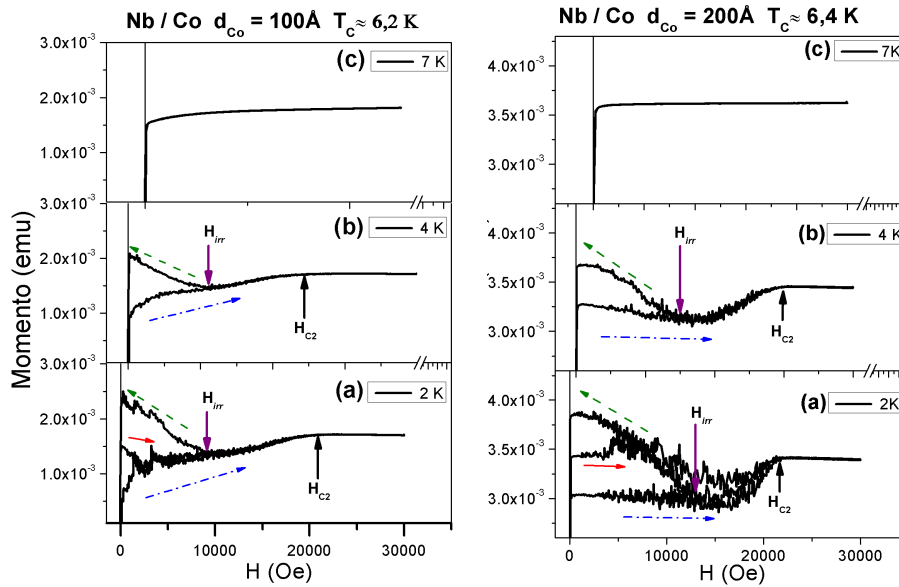 Nb / Co d_Co = 100Å T_C≈ 6,2 K
Nb / Co d_Co = 200Å T_C≈ 6,4 K
Momento (emu)
3.0x10⁻³
2.0x10⁻³
1.0x10⁻³
(c)
7 K
3.0x10⁻³
2.0x10⁻³
1.0x10⁻³
(b)
4 K
H_irr
H_C2
3.0x10⁻³
2.0x10⁻³
1.0x10⁻³
(a)
2 K
H_irr
H_C2
0
10000
20000
30000
H (Oe)
4.0x10⁻³
3.5x10⁻³
3.0x10⁻³
(c)
7K
4.0x10⁻³
3.5x10⁻³
3.0x10⁻³
(b)
4 K
H_irr
H_C2
4.0x10⁻³
3.5x10⁻³
3.0x10⁻³
(a)
2K
H_irr
H_C2
0
10000
20000
30000
H (Oe)